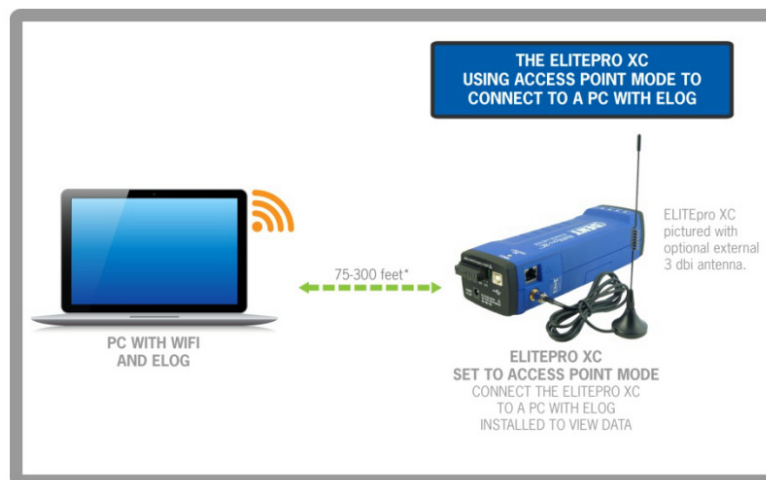 THE ELITEPRO XC
USING ACCESS POINT MODE TO
CONNECT TO A PC WITH ELOG
ELITEpro XC
pictured with
optional external
3 dbi antenna.
75-300 feet*
PC WITH WIFI
AND ELOG
DENT
ELITEPRO XC
SET TO ACCESS POINT MODE
CONNECT THE ELITEPRO XC
TO A PC WITH ELOG
INSTALLED TO VIEW DATA